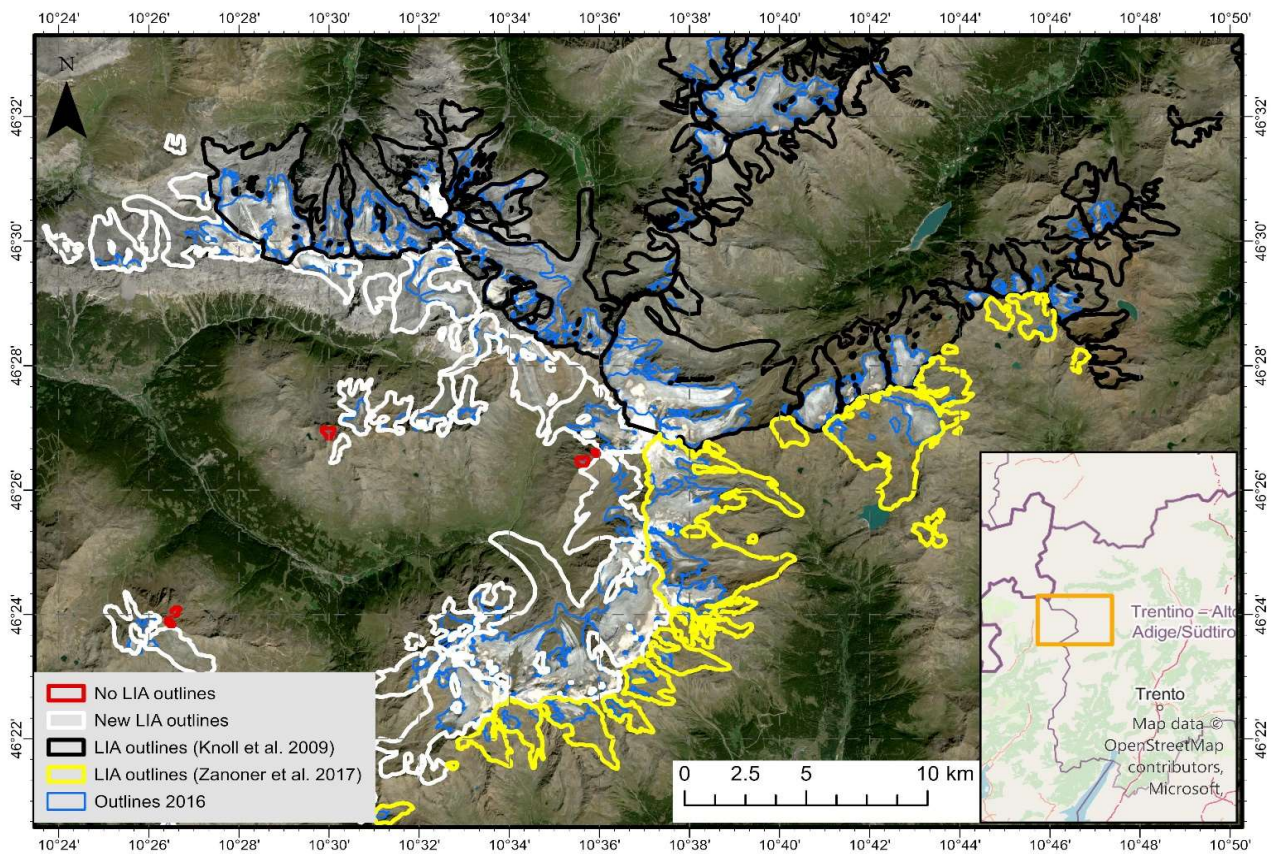 10°24' 10°26' 10°28' 10°30' 10°32' 10°34' 10°36' 10°38' 10°40' 10°42' 10°44' 10°46' 10°48' 10°50'
N
46°32' 46°32'
46°30' 46°30'
46°28' 46°28'
46°26' 46°26'
46°24' 46°24'
46°22' 46°22'
No LIA outlines
New LIA outlines
LIA outlines (Knoll et al. 2009)
LIA outlines (Zanoner et al. 2017)
Outlines 2016
0 2.5 5 10 km
Trentino – Alto
Adige/Südtiro
Trento
Map data ©
OpenStreetMap
contributors,
Microsoft,
10°24' 10°26' 10°28' 10°30' 10°32' 10°34' 10°36' 10°38' 10°40' 10°42' 10°44' 10°46' 10°48' 10°50'